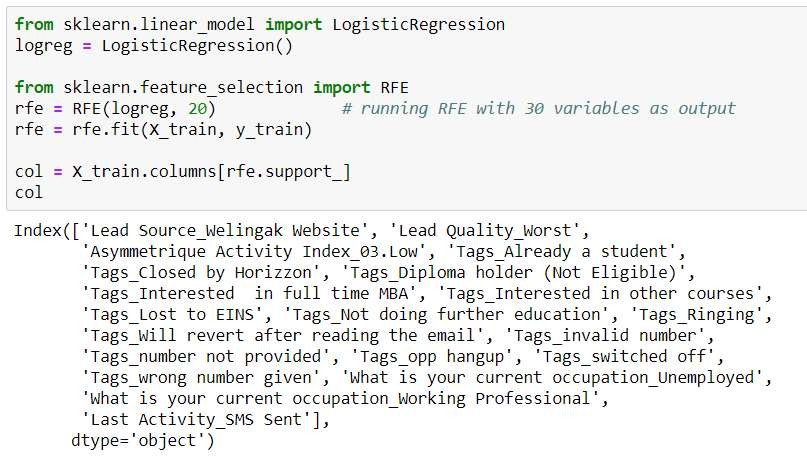 from sklearn.linear_model import LogisticRegression
logreg = LogisticRegression()
from sklearn.feature_selection import RFE
rfe = RFE(logreg, 20)             # running RFE with 30 variables as output
rfe = rfe.fit(X_train, y_train)
col = X_train.columns[rfe.support_]
col
Index(['Lead Source_Welingak Website', 'Lead Quality_Worst',
       'Asymmetrique Activity Index_03.Low', 'Tags_Already a student',
       'Tags_Closed by Horizzon', 'Tags_Diploma holder (Not Eligible)',
       'Tags_Interested  in full time MBA', 'Tags_Interested in other courses',
       'Tags_Lost to EINS', 'Tags_Not doing further education', 'Tags_Ringing',
       'Tags_Will revert after reading the email', 'Tags_invalid number',
       'Tags_number not provided', 'Tags_opp hangup', 'Tags_switched off',
       'Tags_wrong number given', 'What is your current occupation_Unemployed',
       'What is your current occupation_Working Professional',
       'Last Activity_SMS Sent'],
      dtype='object')